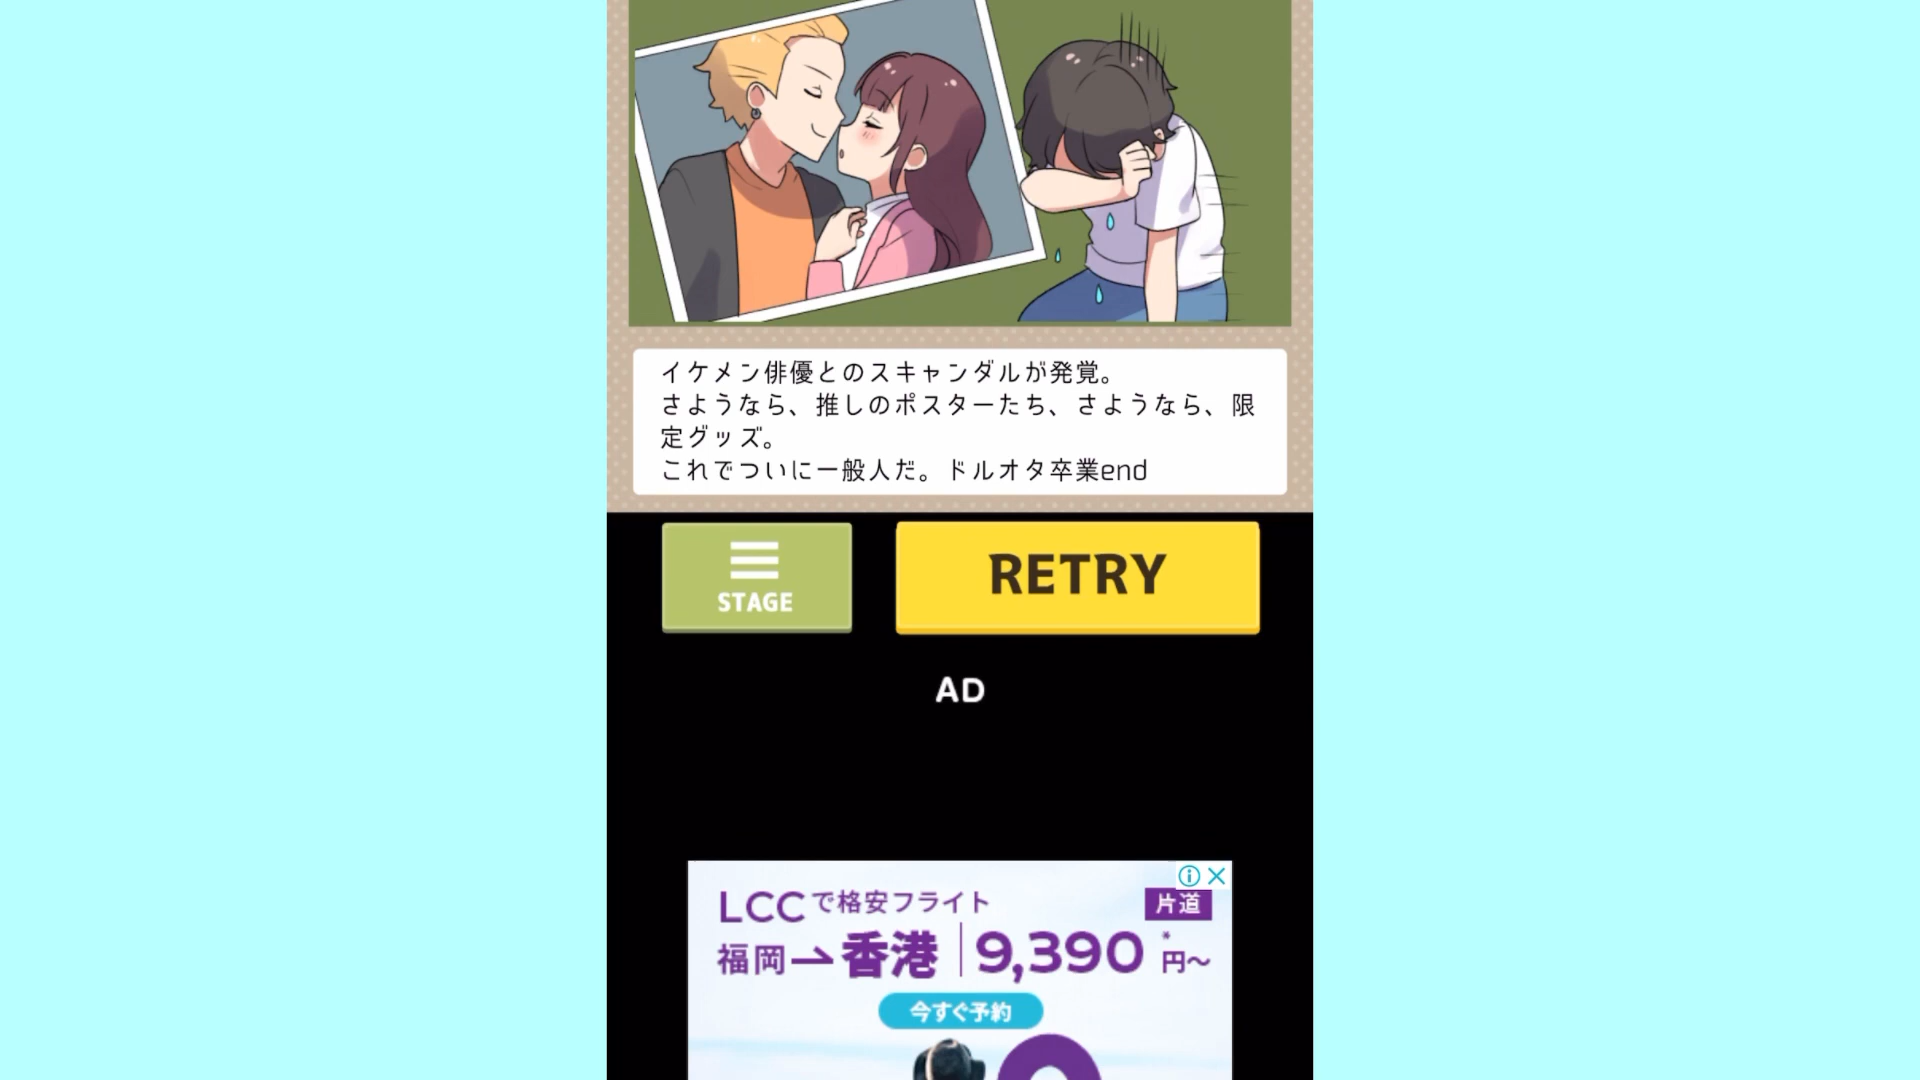 イケメン俳優とのスキャンダルが発覚。
さようなら、推しのポスターたち、さようなら、限
定グッズ。
これでついに一般人だ。ドルオタ卒業end
STAGE
RETRY
AD
LCCで格安フライト
片道
福岡→香港 9,390*円〜
今すぐ予約